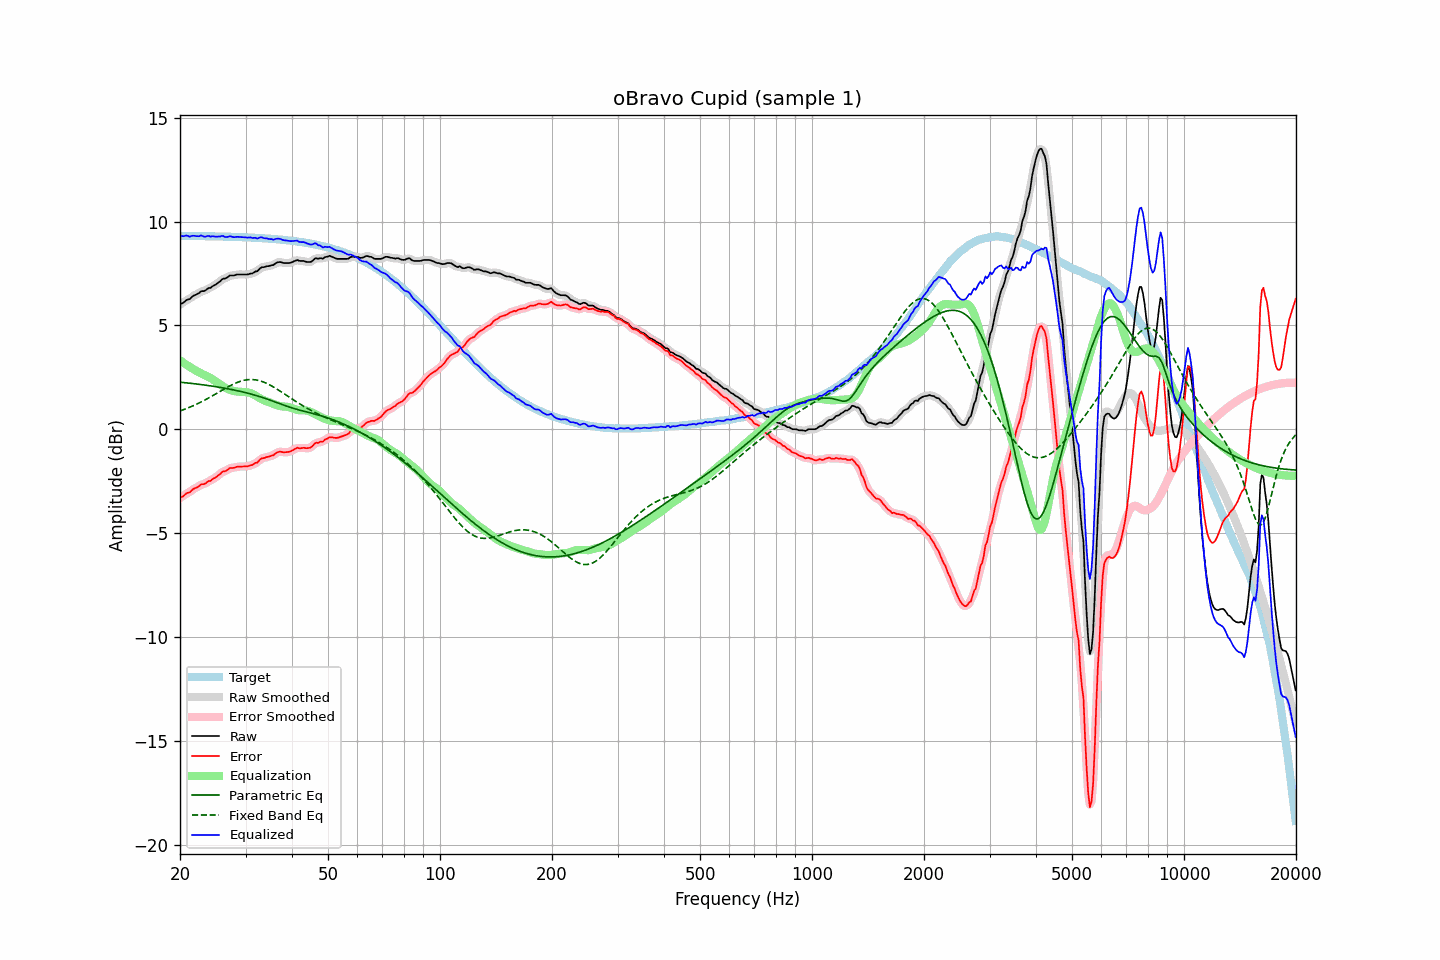 oBravo Cupid (sample 1)
15
10
5
0
−5
−10
−15
−20
Amplitude (dBr)
Target
Raw Smoothed
Error Smoothed
Raw
Error
Equalization
Parametric Eq
Fixed Band Eq
Equalized
20 50 100 200 500 1000 2000 5000 10000 20000
Frequency (Hz)